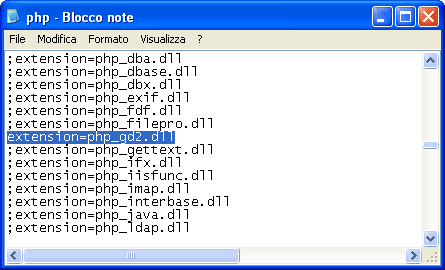 php - Blocco note
File Modifica Formato Visualizza ?
;extension=php_dba.dll
;extension=php_dbase.dll
;extension=php_dbx.dll
;extension=php_exif.dll
;extension=php_fdf.dll
;extension=php_filepro.dll
extension=php_gd2.dll
;extension=php_gettext.dll
;extension=php_ifx.dll
;extension=php_iisfunc.dll
;extension=php_imap.dll
;extension=php_interbase.dll
;extension=php_java.dll
;extension=php_ldap.dll